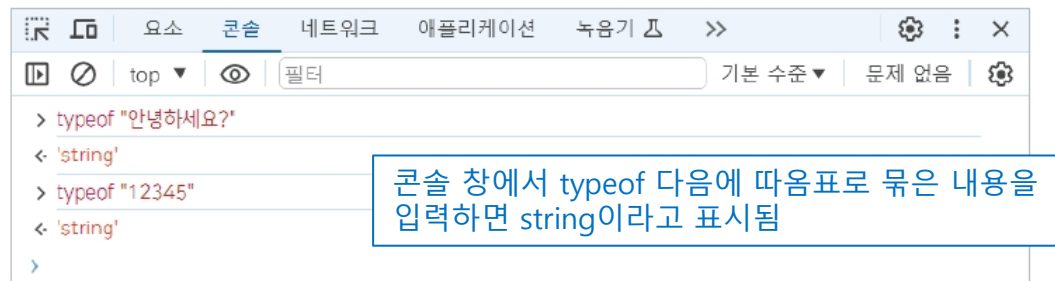 요소 콘솔 네트워크 애플리케이션 녹음기
top ▼ 필터 기본 수준 ▼ 문제 없음
> typeof "안녕하세요?"
<· 'string'
> typeof "12345"
<· 'string'
>
콘솔 창에서 typeof 다음에 따옴표로 묶은 내용을
입력하면 string이라고 표시됨